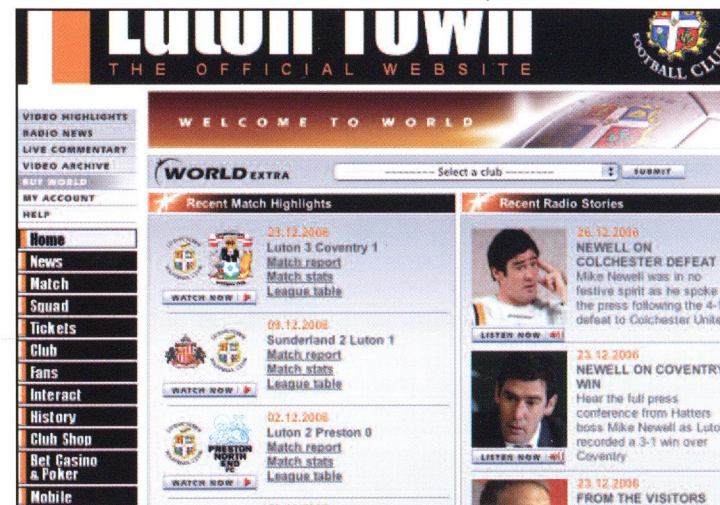 Luton Town
THE OFFICIAL WEBSITE
FOOTBALL CLUB
VIDEO HIGHLIGHTS
RADIO NEWS
LIVE COMMENTARY
VIDEO ARCHIVE
BUY WORLD
MY ACCOUNT
HELP
Home
News
Match
Squad
Tickets
Club
Fans
Interact
History
Club Shop
Bet Casino
& Poker
Mobile
WELCOME TO WORLD
WORLD EXTRA
-------- Select a club --------
SUBMIT
Recent Match Highlights
23.12.2006
Luton 3 Coventry 1
Match report
Match stats
League table
WATCH NOW
09.12.2006
Sunderland 2 Luton 1
Match report
Match stats
League table
WATCH NOW
02.12.2006
Luton 2 Preston 0
Match report
Match stats
League table
PRESTON
NORTH
END
FC
WATCH NOW
Recent Radio Stories
26.12.2006
NEWELL ON
COLCHESTER DEFEAT
Mike Newell was in no
festive spirit as he spoke
the press following the 4-1
defeat to Colchester Unite
LISTEN NOW
23.12.2006
NEWELL ON COVENTRY
WIN
Hear the full press
conference from Hatters
boss Mike Newell as Luto
recorded a 3-1 win over
Coventry
LISTEN NOW
23.12.2006
FROM THE VISITORS